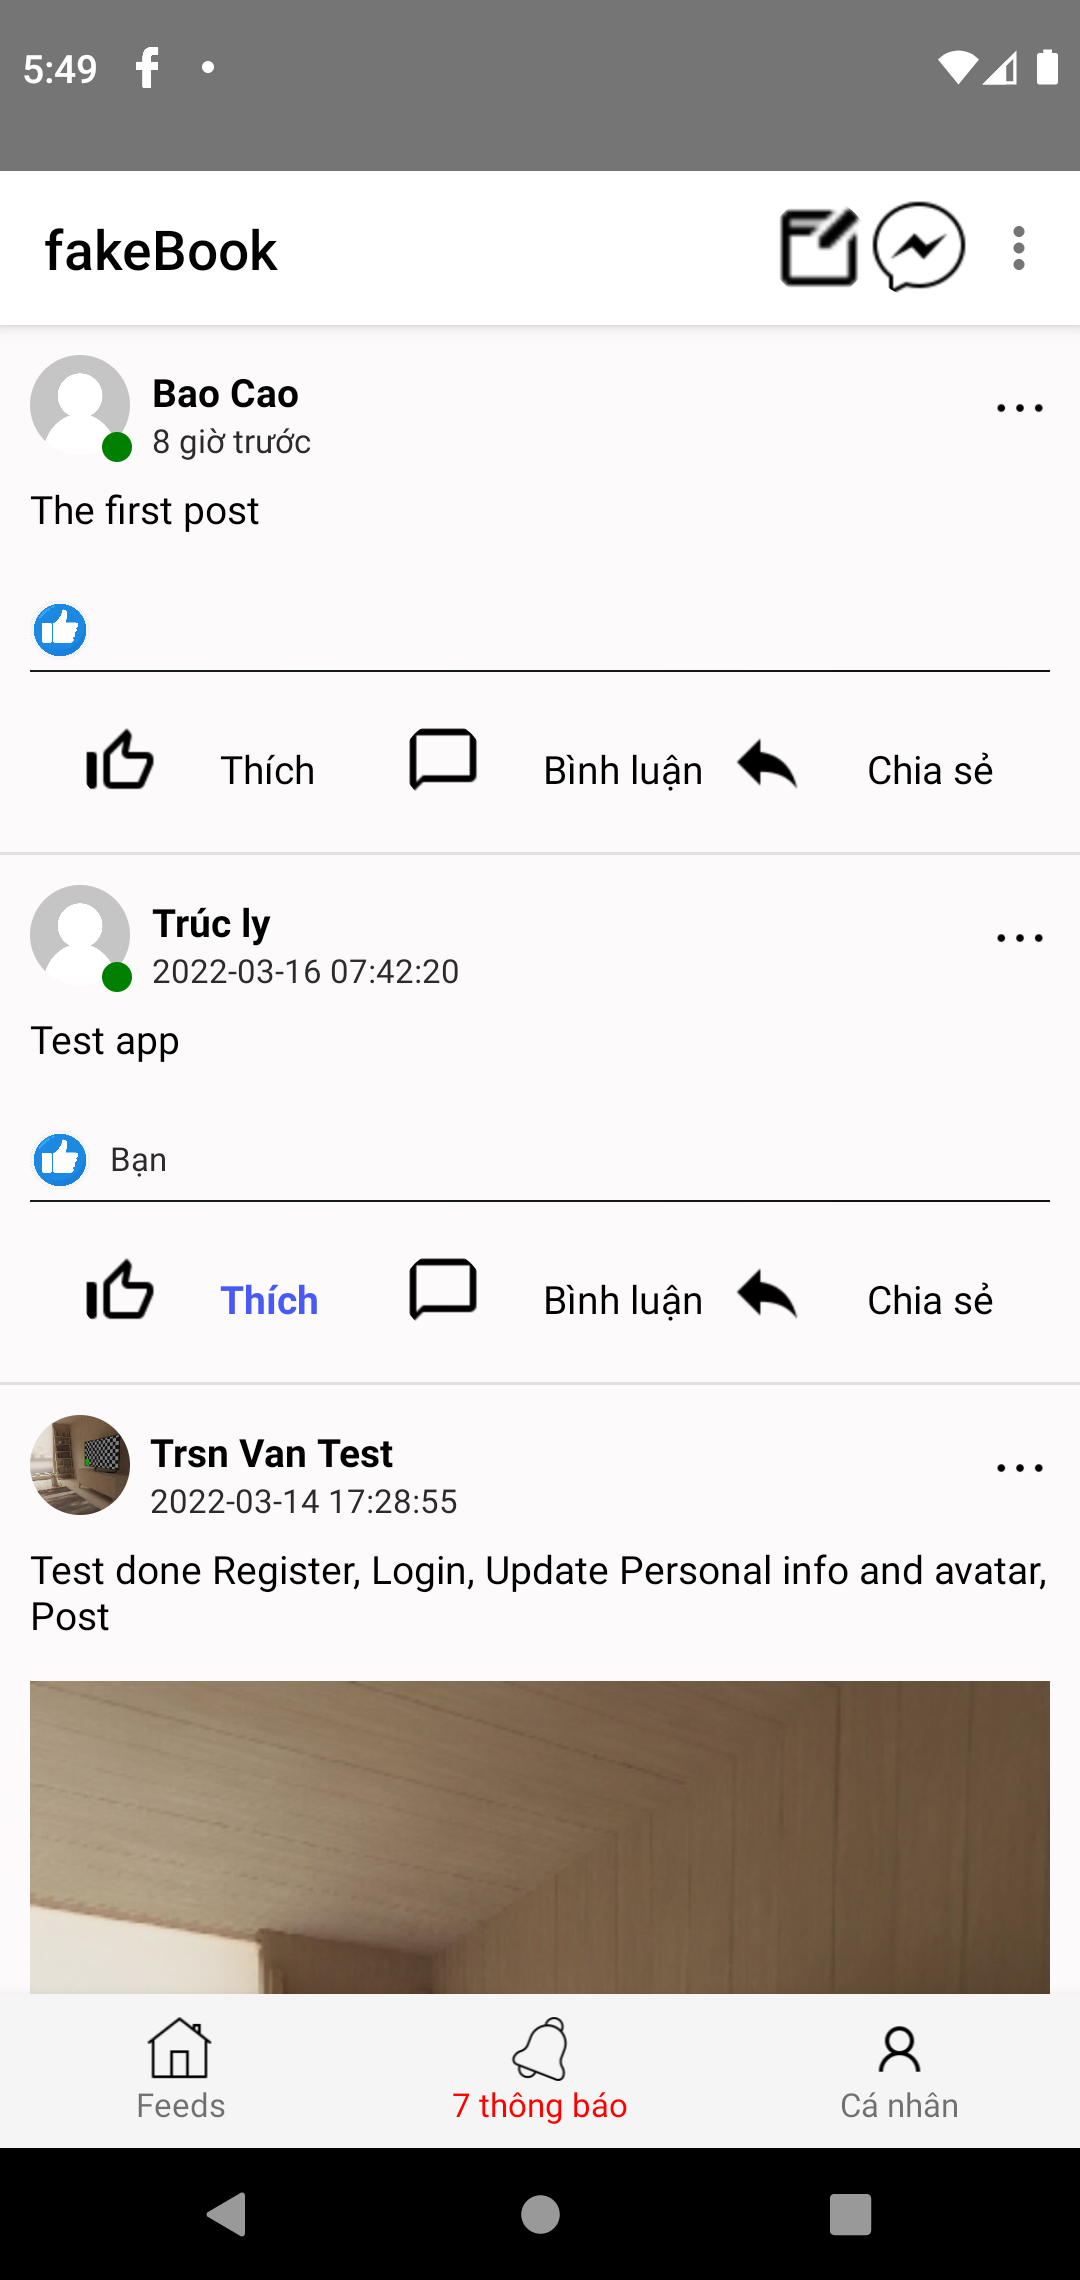 5:49
fakeBook
Bao Cao
8 giờ trước
The first post
Thích
Bình luận
Chia sẻ
Trúc ly
2022-03-16 07:42:20
Test app
Bạn
Thích
Bình luận
Chia sẻ
Trsn Van Test
2022-03-14 17:28:55
Test done Register, Login, Update Personal info and avatar,
Post
Feeds
7 thông báo
Cá nhân